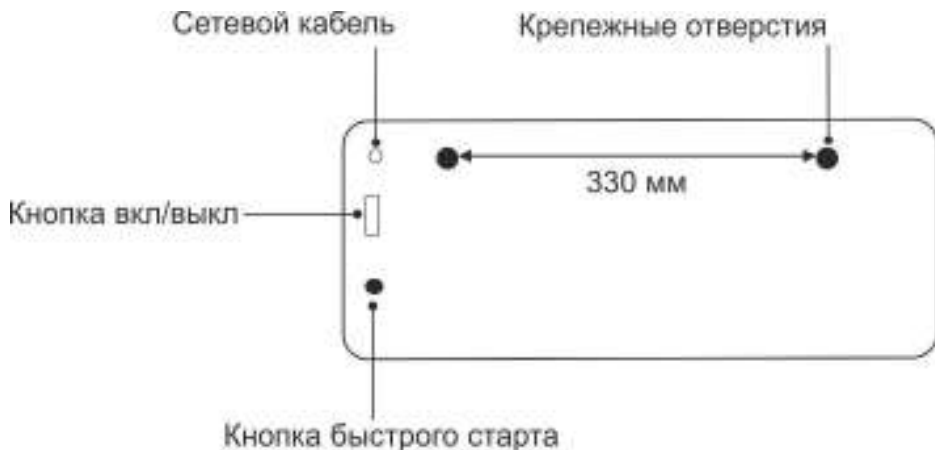 Сетевой кабель
Крепежные отверстия
330 мм
Кнопка вкл/выкл
Кнопка быстрого старта